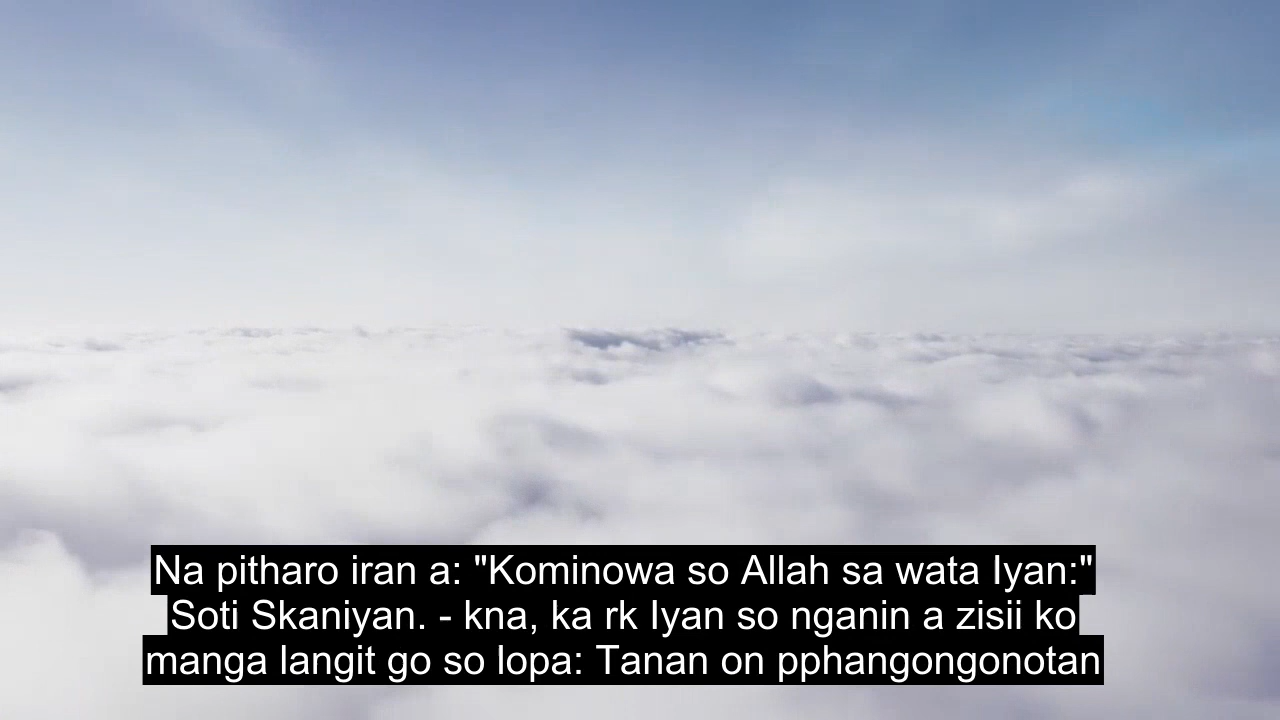 Na pitharo iran a: "Kominowa so Allah sa wata Iyan:"
Soti Skaniyan. - kna, ka rk Iyan so nganin a zisii ko
manga langit go so lopa: Tanan on pphangongonotan